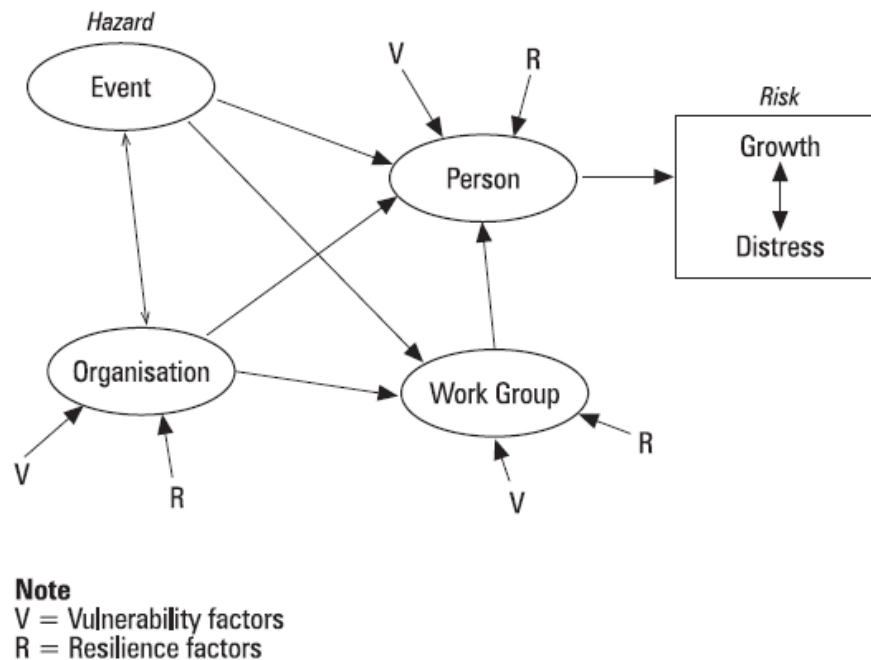 Hazard
Event
V
R
Person
Risk
Growth
Distress
Organisation
V
R
Work Group
R
V
Note
V = Vulnerability factors
R = Resilience factors